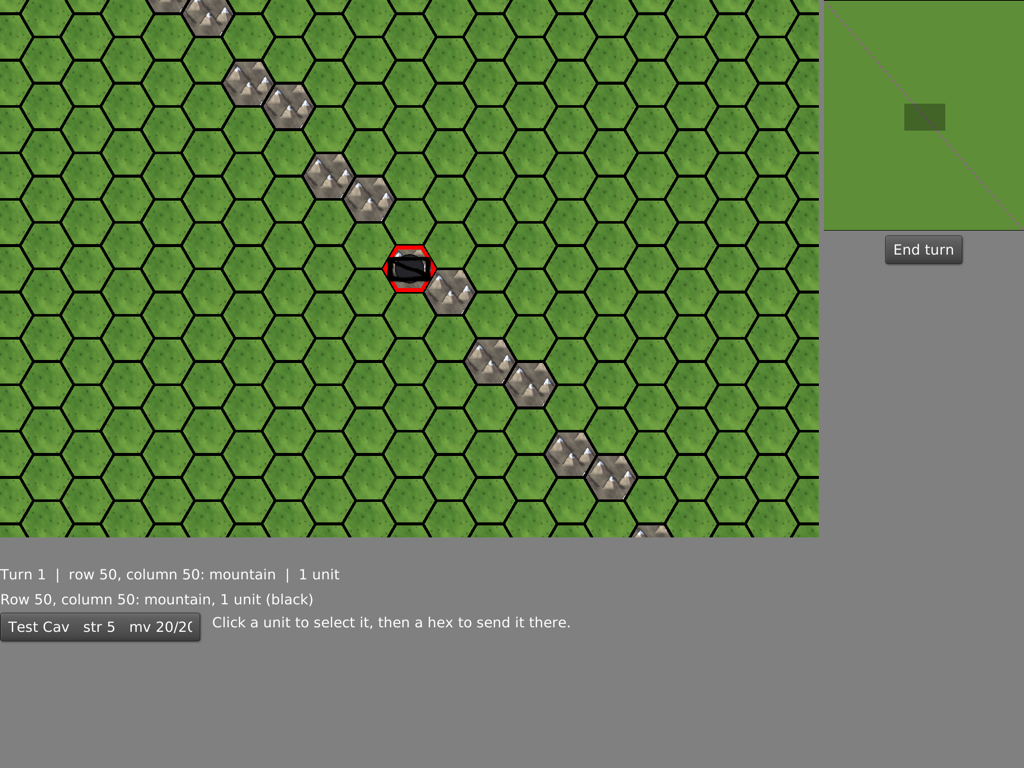 End turn
Turn 1  |  row 50, column 50: mountain  |  1 unit
Row 50, column 50: mountain, 1 unit (black)
Test Cav   str 5   mv 20/20
Click a unit to select it, then a hex to send it there.